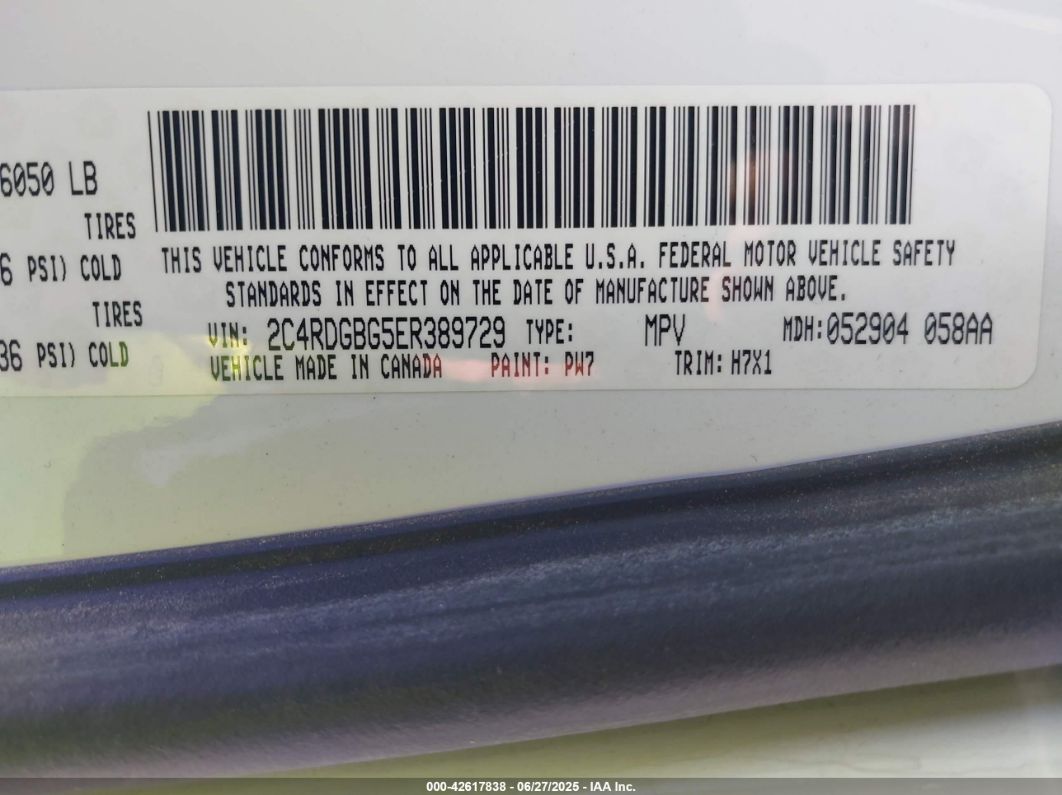 6050 LB
TIRES
6 PSI) COLD
TIRES
36 PSI) COLD
THIS VEHICLE CONFORMS TO ALL APPLICABLE U.S.A. FEDERAL MOTOR VEHICLE SAFETY
STANDARDS IN EFFECT ON THE DATE OF MANUFACTURE SHOWN ABOVE.
VIN: 2C4RDGBG5ER389729 TYPE: MPV MDH:052904 058AA
VEHICLE MADE IN CANADA PAINT: PW7 TRIM: H7X1
000-42617838 - 06/27/2025 - IAA Inc.